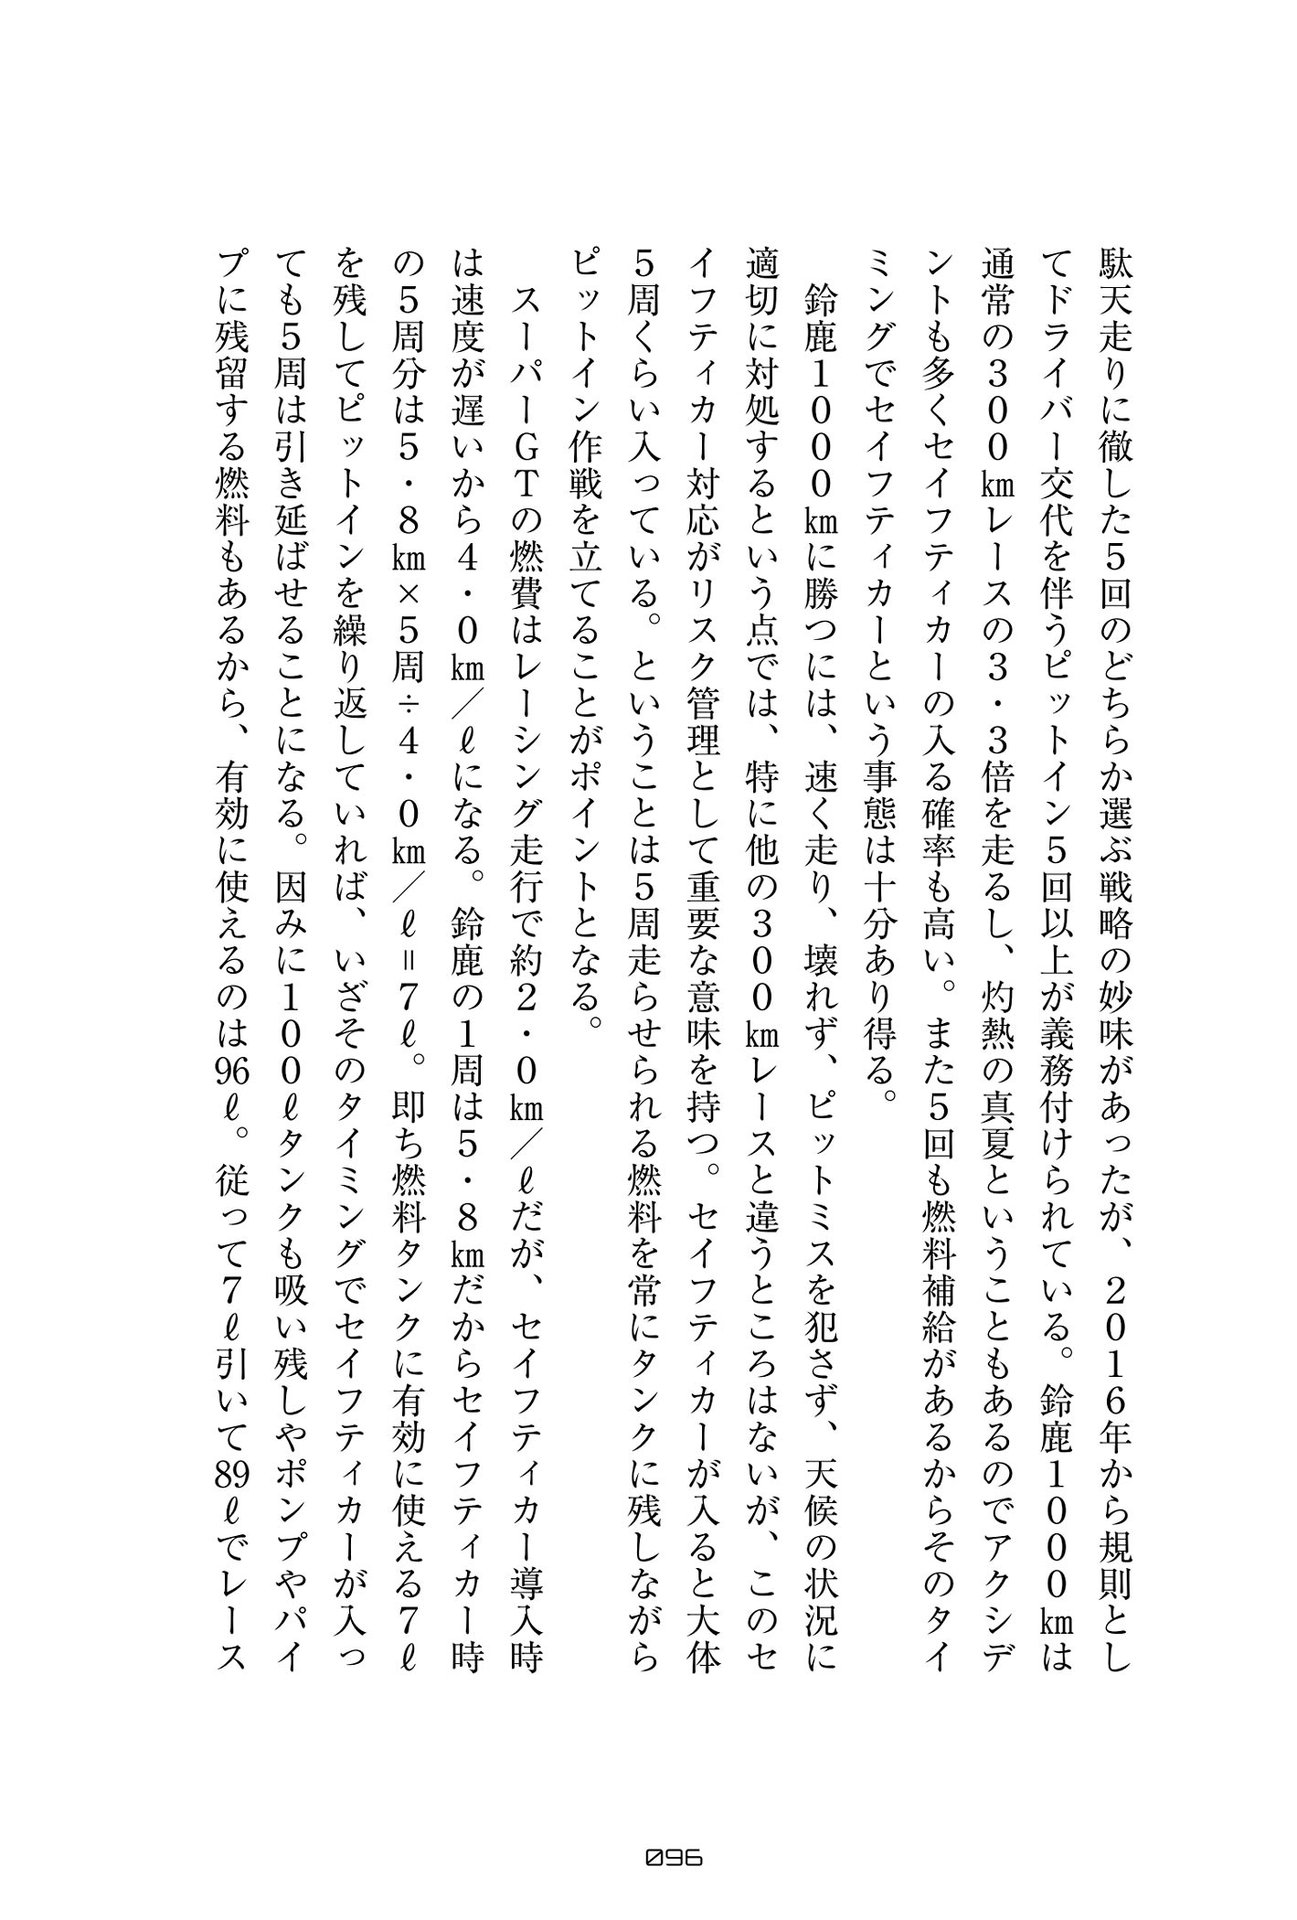 駄天走りに徹した５回のどちらか選ぶ戦略の妙味があったが、２０１６年から規則とし
てドライバー交代を伴うピットイン５回以上が義務付けられている。鈴鹿１０００㎞は
通常の３００㎞レースの３・３倍を走るし、灼熱の真夏ということもあるのでアクシデ
ントも多くセイフティカーの入る確率も高い。また５回も燃料補給があるからそのタイ
ミングでセイフティカーという事態は十分あり得る。
　鈴鹿１０００㎞に勝つには、速く走り、壊れず、ピットミスを犯さず、天候の状況に
適切に対処するという点では、特に他の３００㎞レースと違うところはないが、このセ
イフティカー対応がリスク管理として重要な意味を持つ。セイフティカーが入ると大体
５周くらい入っている。ということは５周走らせられる燃料を常にタンクに残しながら
ピットイン作戦を立てることがポイントとなる。
　スーパーＧＴの燃費はレーシング走行で約２・０㎞／ℓだが、セイフティカー導入時
は速度が遅いから４・０㎞／ℓになる。鈴鹿の１周は５・８㎞だからセイフティカー時
の５周分は５・８㎞×５周÷４・０㎞／ℓ＝７ℓ。即ち燃料タンクに有効に使える７ℓ
を残してピットインを繰り返していれば、いざそのタイミングでセイフティカーが入っ
ても５周は引き延ばせることになる。因みに１００ℓタンクも吸い残しやポンプやパイ
プに残留する燃料もあるから、有効に使えるのは96ℓ。従って７ℓ引いて89ℓでレース
096